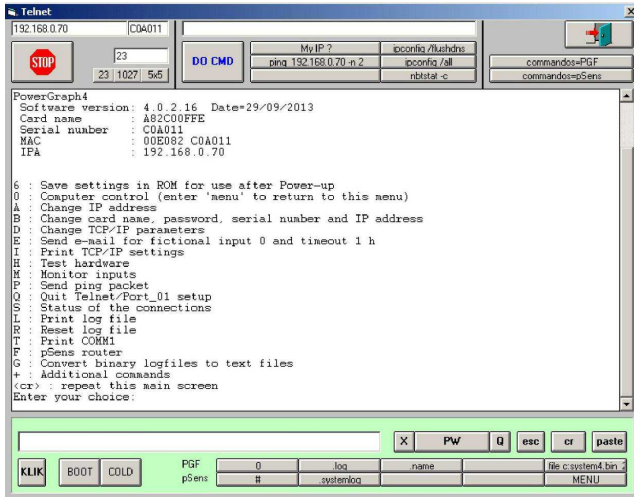 Telnet
192.168.0.70 C0A011
STOP
23
23 1027 5x5
DO CMD
My IP ? ipconfig /flushdns
ping 192.168.0.70 -n 2 ipconfig /all
nbtstat -c
commandos=PGF
commandos=pSens
PowerGraph4
Software version: 4.0.2.16 Date=29/09/2013
Card name : A82C00FFE
Serial number : C0A011
MAC : 00E082 C0A011
IPA : 192.168.0.70
6 : Save settings in ROM for use after Power-up
0 : Computer control (enter 'menu' to return to this menu)
A : Change IP address
B : Change card name, password, serial number and IP address
D : Change TCP/IP parameters
E : Send e-mail for fictional input 0 and timeout 1 h
I : Print TCP/IP settings
H : Test hardware
M : Monitor inputs
P : Send ping packet
Q : Quit Telnet/Port_01 setup
S : Status of the connections
L : Print log file
R : Reset log file
T : Print COMM1
F : pSens router
G : Convert binary logfiles to text files
+ : Additional commands
<cr> : repeat this main screen
Enter your choice:
X PW Q esc cr paste
KLIK BOOT COLD
PGF 0 .log .name file c:system4.bin
pSens # .systemlog MENU